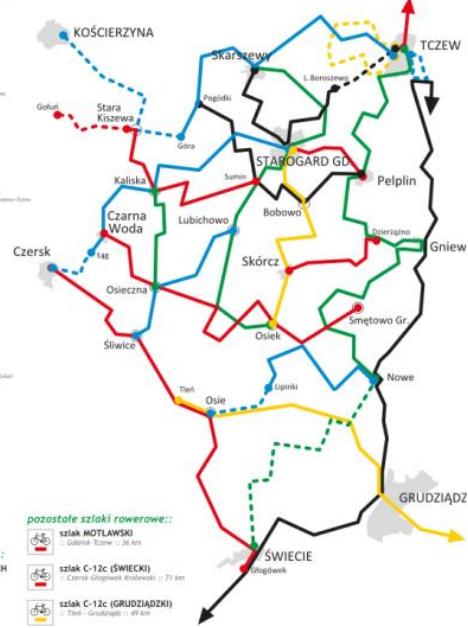 KOŚCIERZYNA
TCZEW
Skarszewy
Ł. Boroszewo
Gołuń
Stara
Kiszewa
Pogódki
Góra
STAROGARD GD.
Kaliska
Sumin
Pelplin
Bobowo
Czarna
Woda
Lubichowo
Dzierżążno
Gniew
Czersk
Łąg
Skórcz
Osieczna
Osiek
Smętowo Gr.
Śliwice
Tleń
Osie
Lipinki
Nowe
GRUDZIĄDZ
pozostałe szlaki rowerowe::
szlak MOTŁAWSKI
:: Gdańsk-Tczew :: 36 km
szlak C-12c (ŚWIECKI)
:: Czersk-Głogówek Królewski :: 71 km
szlak C-12c (GRUDZIĄDZKI)
:: Tleń - Grudziądz :: 49 km
ŚWIECIE
Głogówek